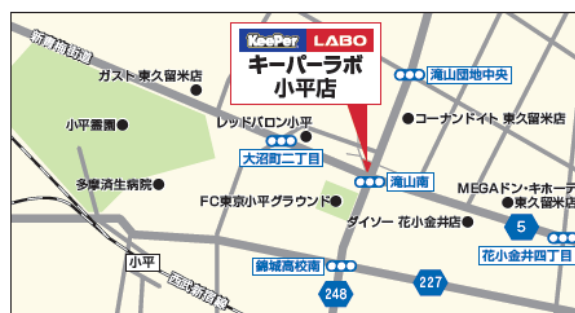 新青梅街道
KeePer LABO
キーパーラボ
小平店
ガスト 東久留米店
滝山団地中央
小平霊園
レッドバロン小平
コーナンドイト 東久留米店
大沼町二丁目
滝山南
多摩済生病院
FC東京小平グラウンド
MEGAドン・キホーテ
東久留米店
ダイソー 花小金井店
5
小平
錦城高校南
花小金井四丁目
西武新宿線
248
227